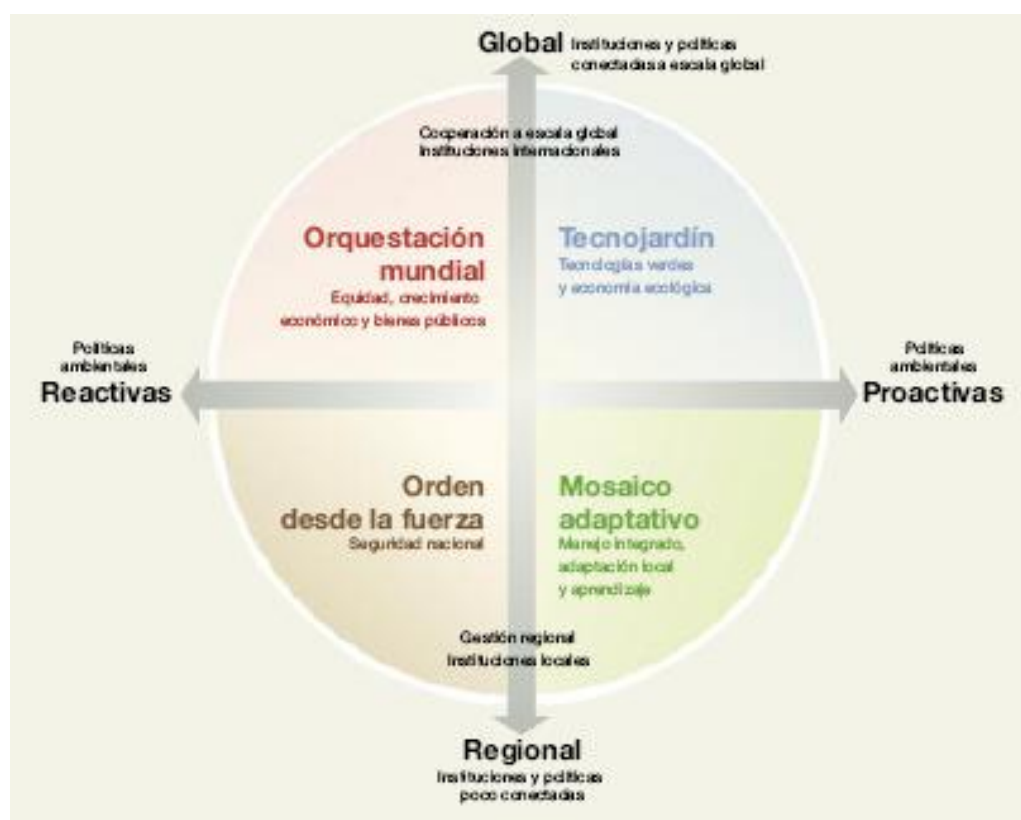 Global Instituciones y políticas
conectadas a escala global
Cooperación a escala global
Instituciones internacionales
Orquestación
mundial
Equidad, crecimiento
económico y bienes públicos
Tecnojardín
Tecnologías verdes
y economía ecológica
Políticas
ambientales
Reactivas
Políticas
ambientales
Proactivas
Orden
desde la fuerza
Seguridad nacional
Mosaico
adaptativo
Manejo integrado,
adaptación local
y aprendizaje
Gestión regional
Instituciones locales
Regional
Instituciones y políticas
poco conectadas